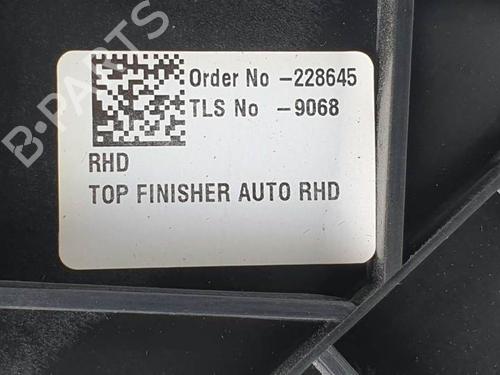 Order No -228645
TLS No -9068
RHD
TOP FINISHER AUTO RHD
B-PARTS